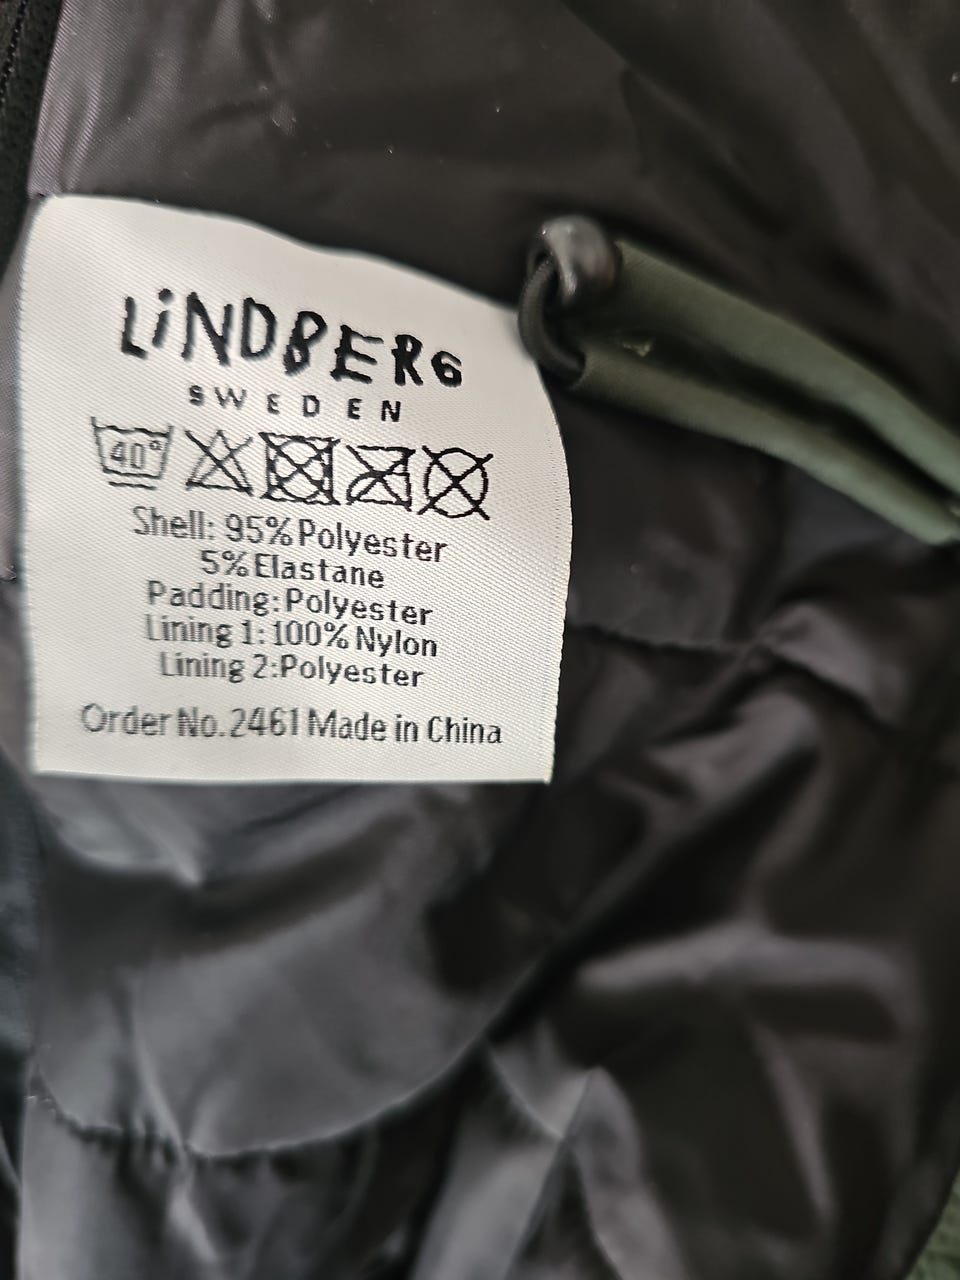 LiNDBERG
SWEDEN
40°
Shell: 95% Polyester
5% Elastane
Padding: Polyester
Lining 1: 100% Nylon
Lining 2: Polyester
Order No. 2461 Made in China